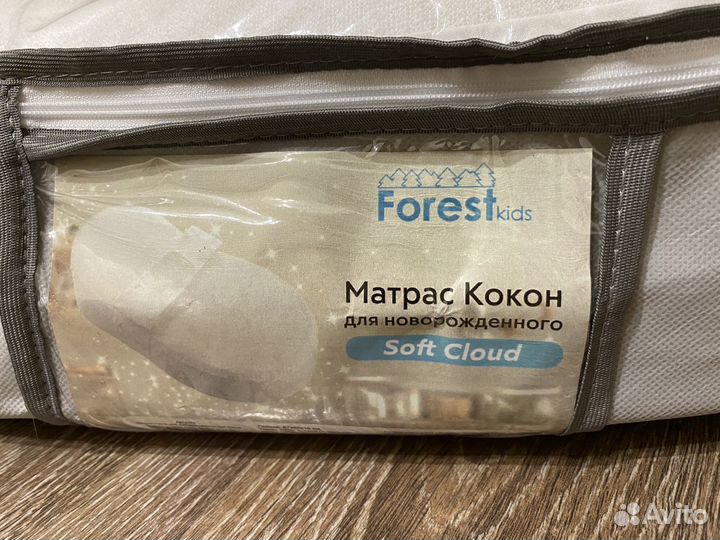 Forest kids
Матрас Кокон
для новорожденного
Soft Cloud
Avito